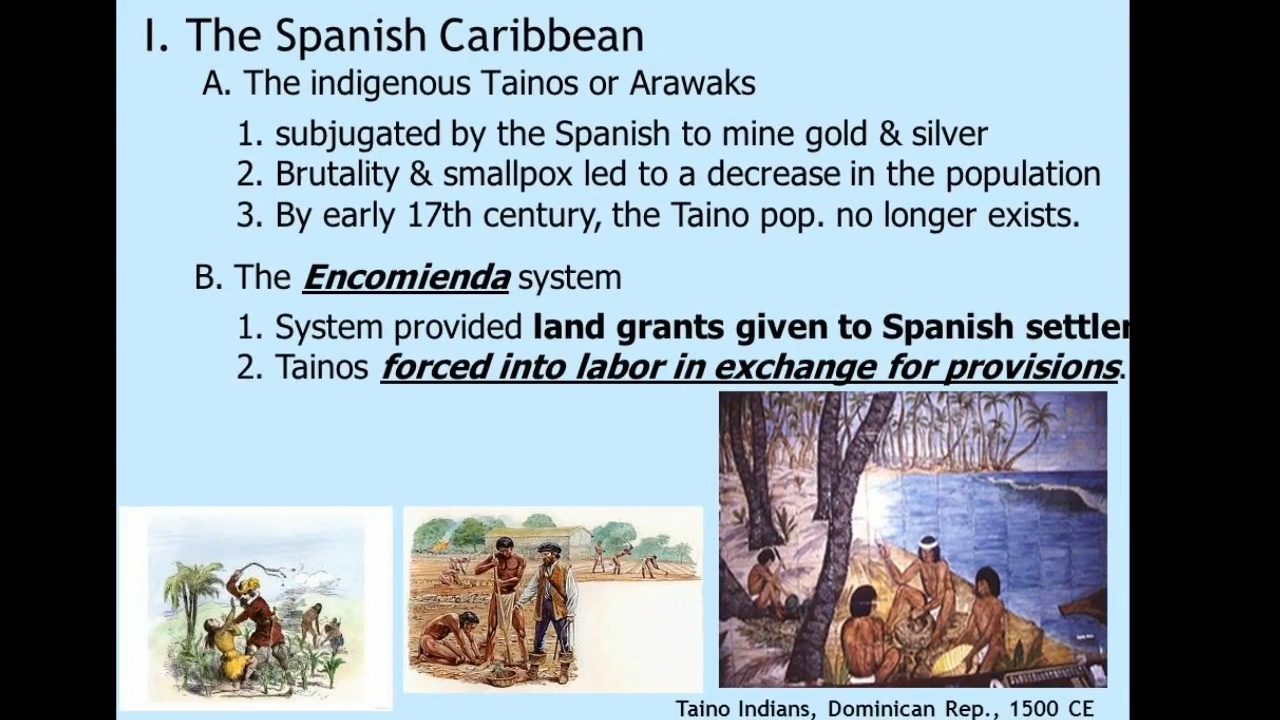 I. The Spanish Caribbean
A. The indigenous Tainos or Arawaks
1. subjugated by the Spanish to mine gold & silver
2. Brutality & smallpox led to a decrease in the population
3. By early 17th century, the Taino pop. no longer exists.
B. The Encomienda system
1. System provided land grants given to Spanish settler
2. Tainos forced into labor in exchange for provisions.
Taino Indians, Dominican Rep., 1500 CE